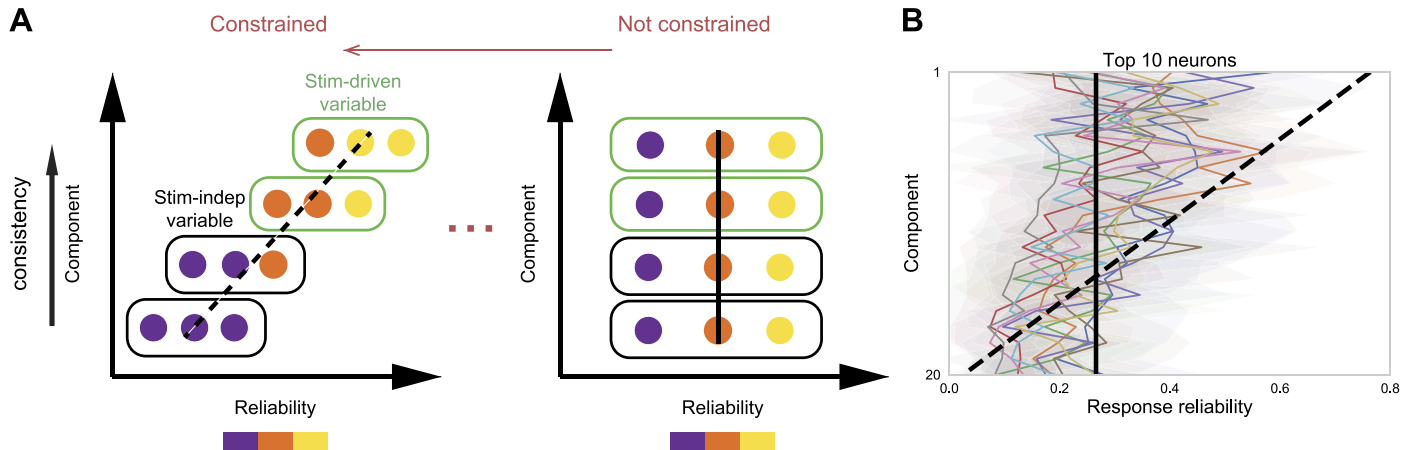 A
Constrained
Not constrained
Stim-driven
variable
Stim-indep
variable
consistency
Component
Reliability
Component
Reliability
B
Top 10 neurons
1
Component
20
0.0
0.2
0.4
0.6
0.8
Response reliability